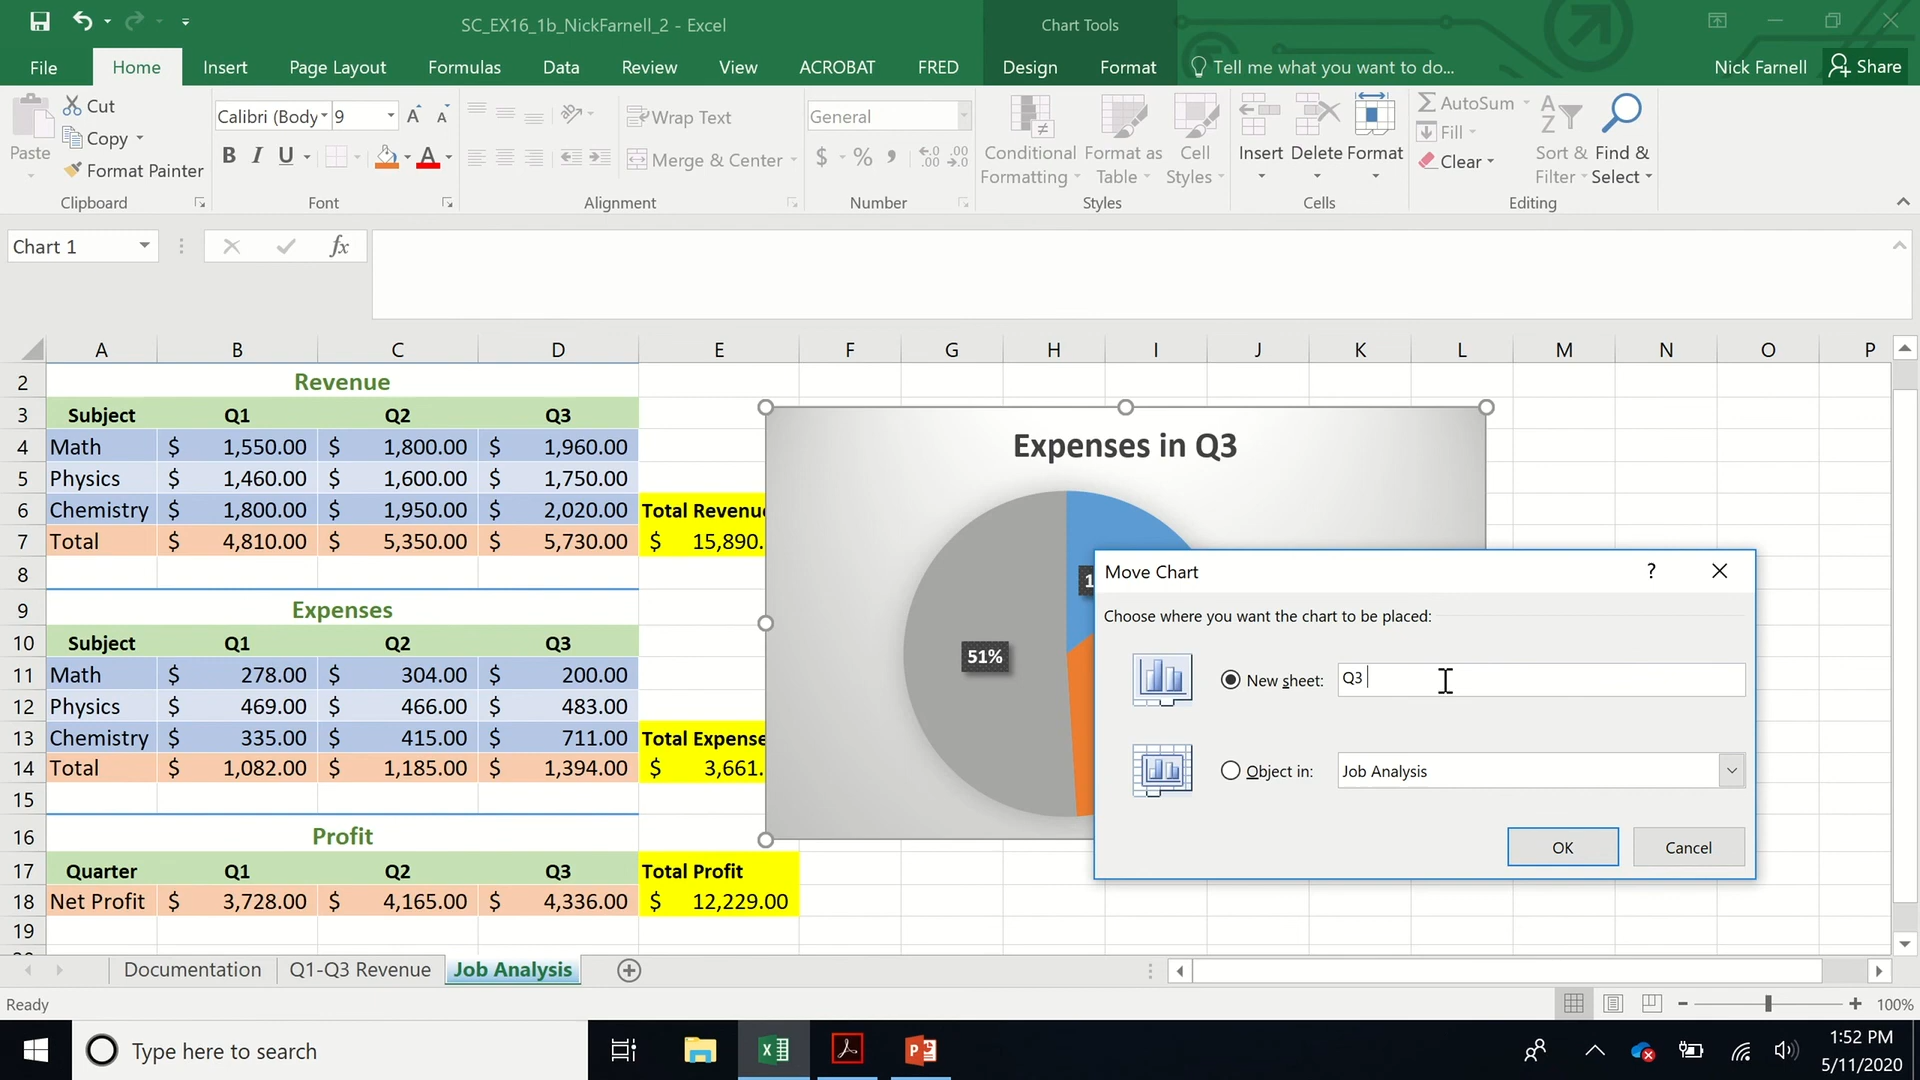 SC_EX16_1b_NickFarnell_2 - Excel
Chart Tools
File Home Insert Page Layout Formulas Data Review View ACROBAT FRED Design Format Tell me what you want to do... Nick Farnell Share
Paste
Cut
Copy
Format Painter
Clipboard
Calibri (Body 9
B I U A
Font
Wrap Text
Merge & Center
Alignment
General
$ %
Number
Conditional Formatting
Format as Table
Cell Styles
Styles
Insert Delete Format
Cells
AutoSum
Fill
Clear
Sort & Filter
Find & Select
Editing
Chart 1
fx
A B C D E F G H I J K L M N O P
2 Revenue
3 Subject Q1 Q2 Q3
4 Math $ 1,550.00 $ 1,800.00 $ 1,960.00
5 Physics $ 1,460.00 $ 1,600.00 $ 1,750.00
6 Chemistry $ 1,800.00 $ 1,950.00 $ 2,020.00 Total Revenu
7 Total $ 4,810.00 $ 5,350.00 $ 5,730.00 $ 15,890.
8
9 Expenses
10 Subject Q1 Q2 Q3
11 Math $ 278.00 $ 304.00 $ 200.00
12 Physics $ 469.00 $ 466.00 $ 483.00
13 Chemistry $ 335.00 $ 415.00 $ 711.00 Total Expense
14 Total $ 1,082.00 $ 1,185.00 $ 1,394.00 $ 3,661.
15
16 Profit
17 Quarter Q1 Q2 Q3 Total Profit
18 Net Profit $ 3,728.00 $ 4,165.00 $ 4,336.00 $ 12,229.00
19
Expenses in Q3
51%
1
Move Chart ?
Choose where you want the chart to be placed:
New sheet: Q3
Object in: Job Analysis
OK Cancel
Documentation Q1-Q3 Revenue Job Analysis
Ready
100%
Type here to search
1:52 PM
5/11/2020